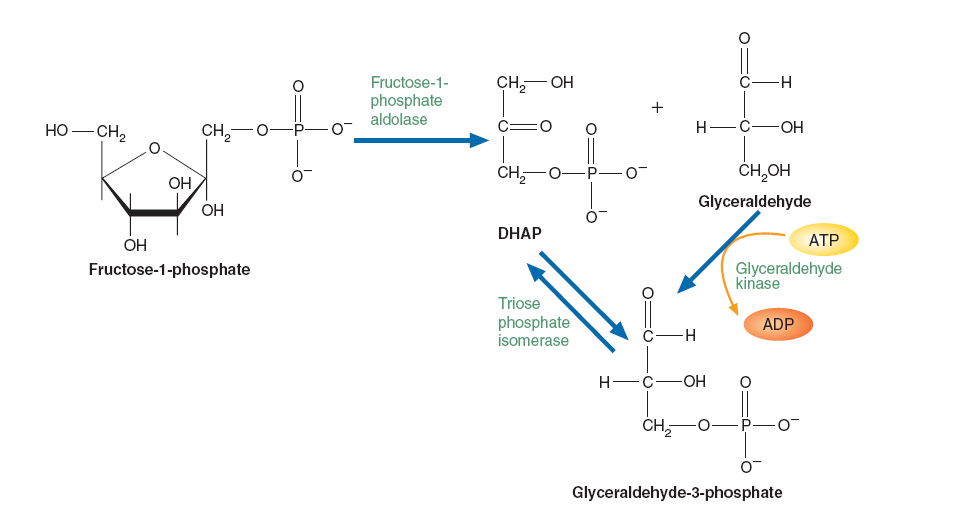 Fructose-1-
phosphate
aldolase
HO
CH2
O
OH
OH
OH
CH2
O
P
O
O−
O−
Fructose-1-phosphate
CH2
OH
C
O
CH2
O
P
O
O−
O−
DHAP
+
O
C
H
H
C
OH
CH2OH
Glyceraldehyde
ATP
Glyceraldehyde
kinase
ADP
Triose
phosphate
isomerase
O
C
H
H
C
OH
CH2
O
P
O
O−
O−
Glyceraldehyde-3-phosphate